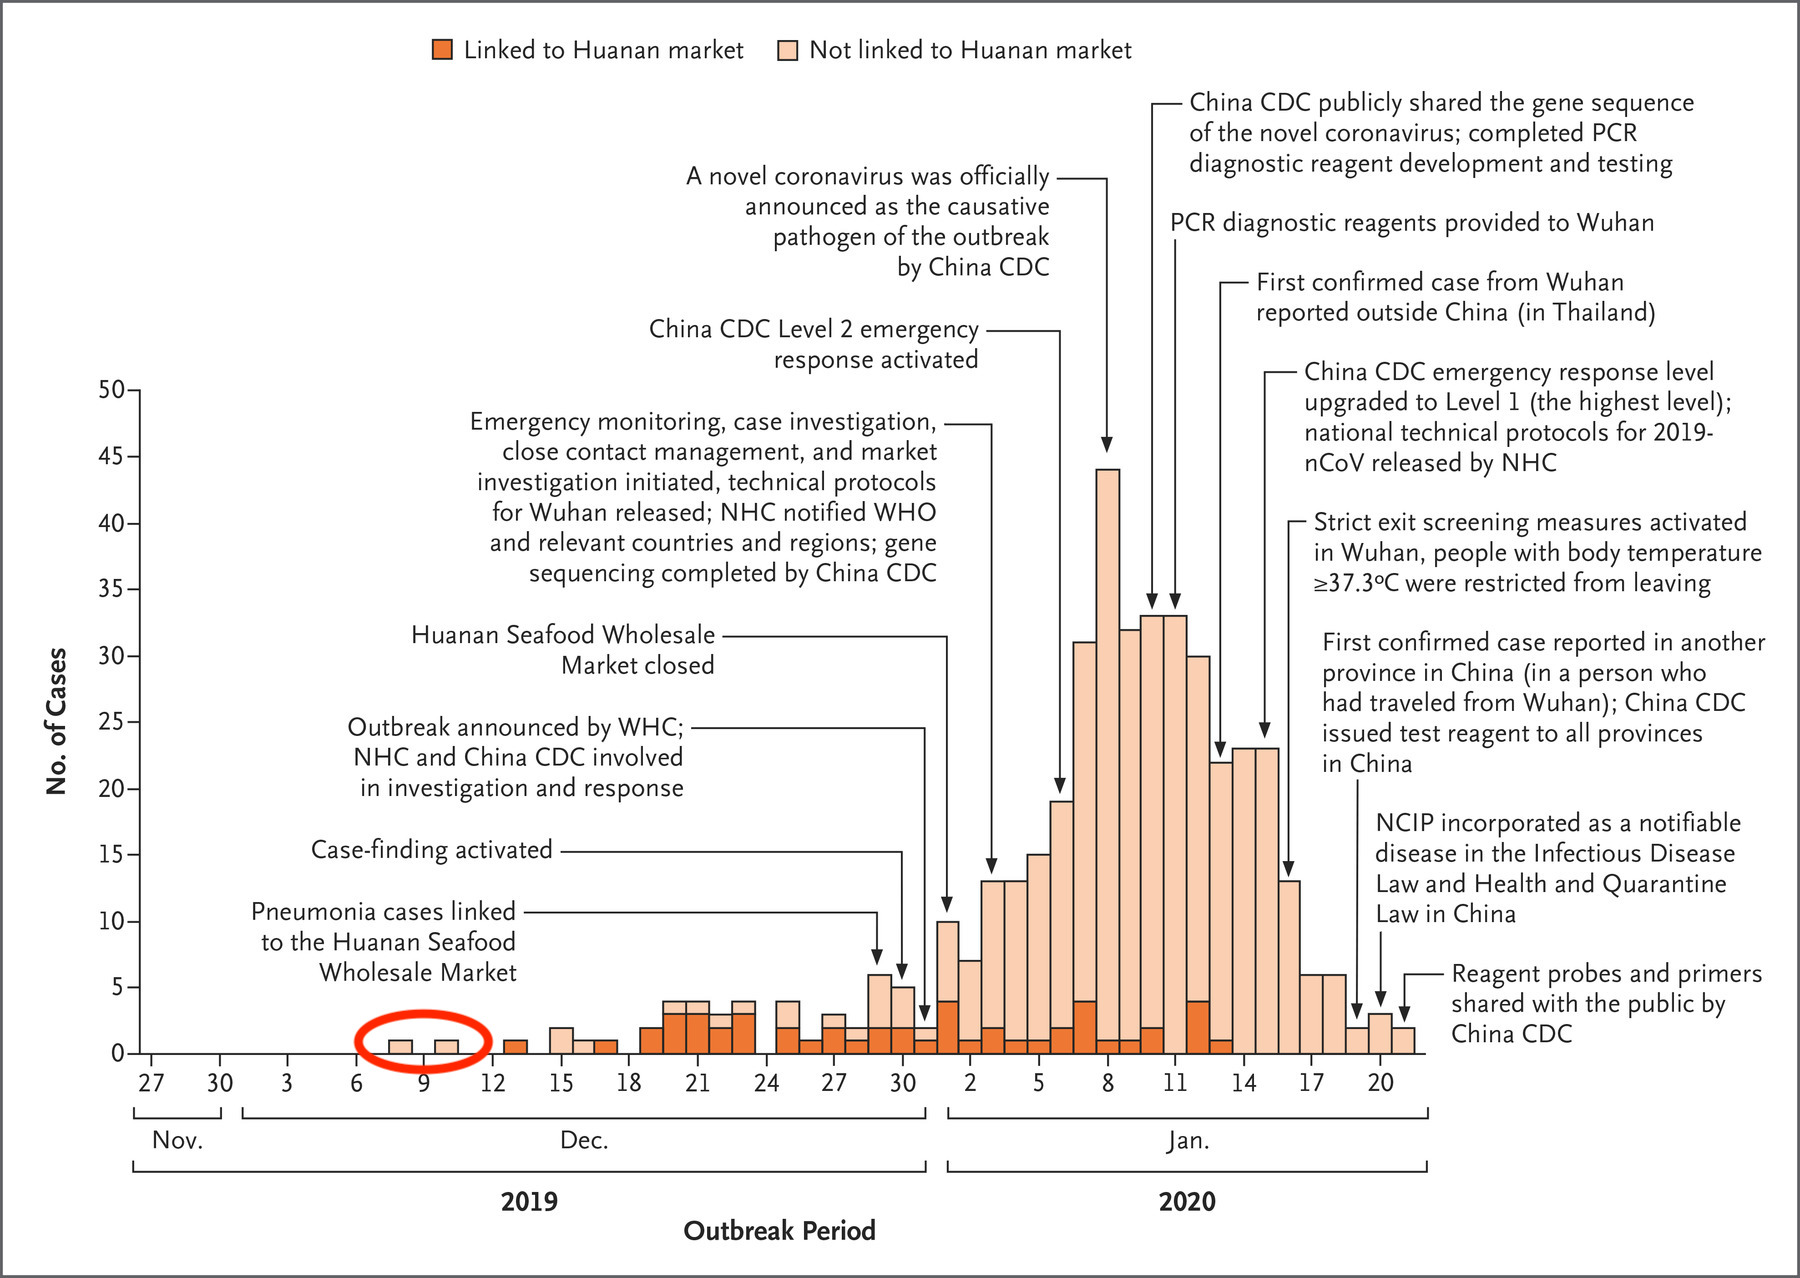 Linked to Huanan market
Not linked to Huanan market
China CDC publicly shared the gene sequence
of the novel coronavirus; completed PCR
diagnostic reagent development and testing
A novel coronavirus was officially
announced as the causative
pathogen of the outbreak
by China CDC
PCR diagnostic reagents provided to Wuhan
First confirmed case from Wuhan
reported outside China (in Thailand)
China CDC Level 2 emergency
response activated
China CDC emergency response level
upgraded to Level 1 (the highest level);
national technical protocols for 2019-
nCoV released by NHC
Emergency monitoring, case investigation,
close contact management, and market
investigation initiated, technical protocols
for Wuhan released; NHC notified WHO
and relevant countries and regions; gene
sequencing completed by China CDC
Strict exit screening measures activated
in Wuhan, people with body temperature
≥37.3ºC were restricted from leaving
Huanan Seafood Wholesale
Market closed
First confirmed case reported in another
province in China (in a person who
had traveled from Wuhan); China CDC
issued test reagent to all provinces
in China
Outbreak announced by WHC;
NHC and China CDC involved
in investigation and response
Case-finding activated
NCIP incorporated as a notifiable
disease in the Infectious Disease
Law and Health and Quarantine
Law in China
Pneumonia cases linked
to the Huanan Seafood
Wholesale Market
Reagent probes and primers
shared with the public by
China CDC
No. of Cases
50
45
40
35
30
25
20
15
10
5
0
27 30 3 6 9 12 15 18 21 24 27 30 2 5 8 11 14 17 20
Nov. Dec. Jan.
2019 2020
Outbreak Period